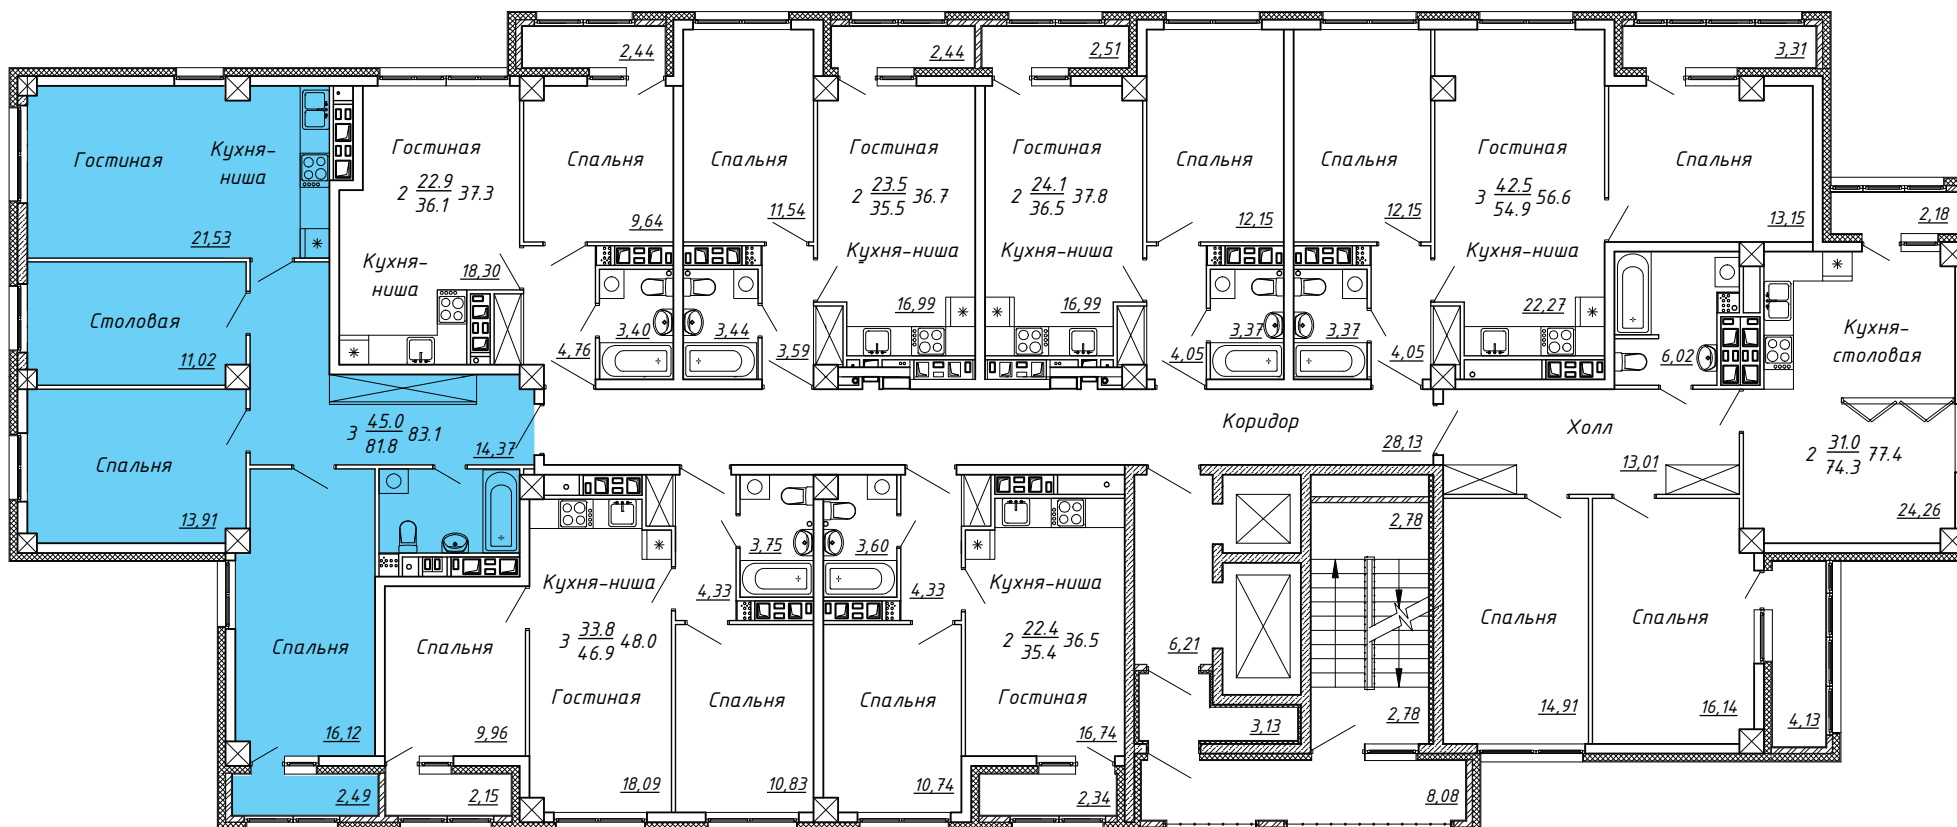 2,44
2,44
2,51
3,31
Гостиная
Кухня-
ниша
21,53
Гостиная
2 22.9 37.3
36.1
Кухня-
ниша
18,30
Спальня
9,64
Спальня
11,54
Гостиная
2 23.5 36.7
35.5
Кухня-ниша
16,99
Гостиная
2 24.1 37.8
36.5
Кухня-ниша
16,99
Спальня
12,15
Спальня
12,15
Гостиная
3 42.5 56.6
54.9
Кухня-ниша
22,27
Спальня
13,15
2,18
Столовая
11,02
3,40
4,76
3,44
3,59
3,37
4,05
3,37
4,05
6,02
Кухня-
столовая
3 45.0 83.1
81.8
14,37
Коридор
28,13
Холл
13,01
2 31.0 77.4
74.3
24,26
Спальня
13,91
Спальня
16,12
2,49
Спальня
9,96
2,15
Кухня-ниша
3 33.8 48.0
46.9
Гостиная
18,09
3,75
4,33
Спальня
10,83
3,60
4,33
Спальня
10,74
Кухня-ниша
2 22.4 36.5
35.4
Гостиная
16,74
2,34
6,21
3,13
2,78
2,78
8,08
Спальня
14,91
Спальня
16,14
4,13